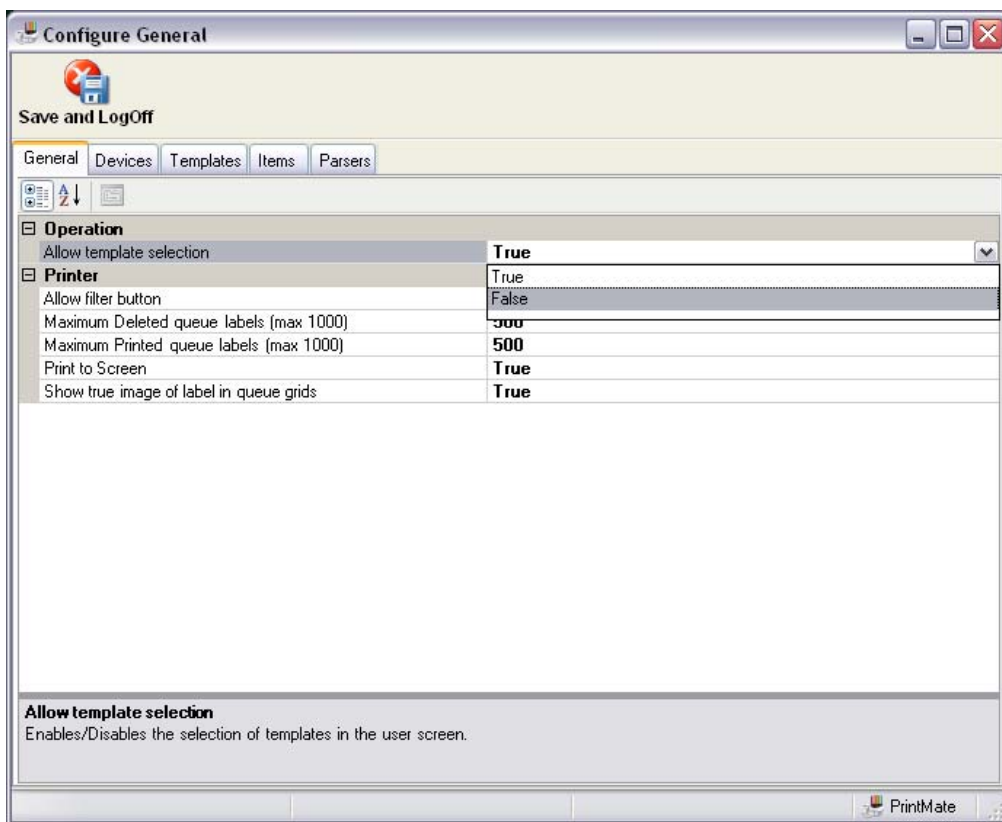 Configure General
Save and LogOff
General Devices Templates Items Parsers
Operation
Allow template selection True
Printer True
Allow filter button False
Maximum Deleted queue labels (max 1000) 500
Maximum Printed queue labels (max 1000) 500
Print to Screen True
Show true image of label in queue grids True
Allow template selection
Enables/Disables the selection of templates in the user screen.
PrintMate